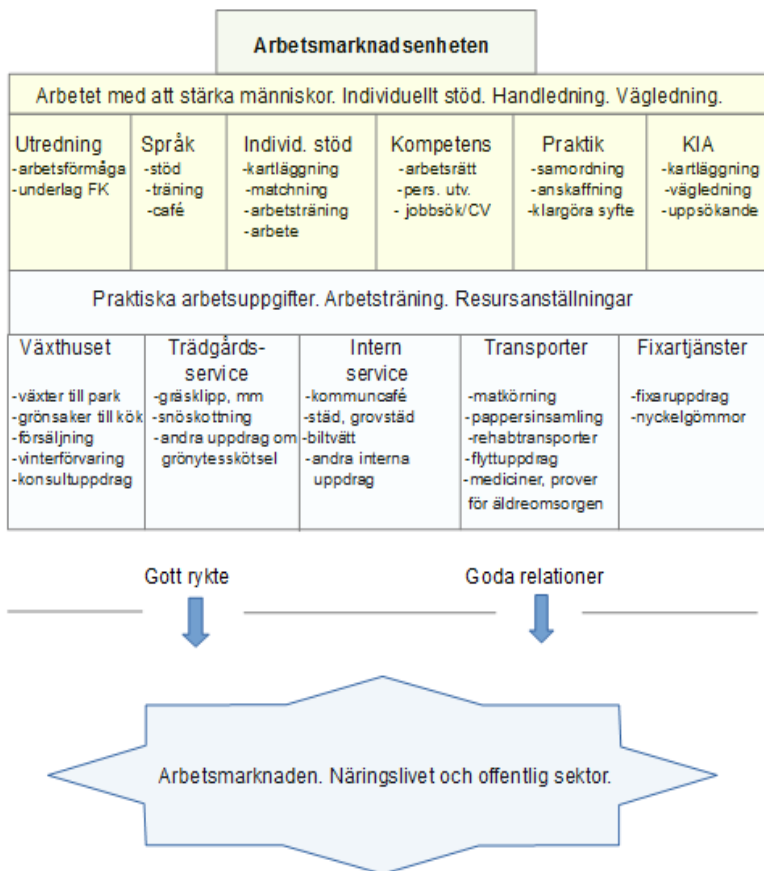 Arbetsmarknadsenheten
Arbetet med att stärka människor. Individuellt stöd. Handledning. Vägledning.
Utredning
-arbetsförmåga
-underlag FK
Språk
-stöd
-träning
-café
Individ. stöd
-kartläggning
-matchning
-arbetsträning
-arbete
Kompetens
-arbetsrätt
-pers. utv.
- jobbsök/CV
Praktik
-samordning
-anskaffning
-klargöra syfte
KIA
-kartläggning
-vägledning
-uppsökande
Praktiska arbetsuppgifter. Arbetsträning. Resursanställningar
Växthuset
-växter till park
-grönsaker till kök
-försäljning
-vinterförvaring
-konsultuppdrag
Trädgårds-
service
-gräsklipp, mm
-snöskottning
-andra uppdrag om
grönytesskötsel
Intern
service
-kommuncafé
-städ, grovstäd
-biltvätt
-andra interna
uppdrag
Transporter
-matkörning
-pappersinsamling
-rehabtransporter
-flyttuppdrag
-mediciner, prover
för äldreomsorgen
Fixartjänster
-fixaruppdrag
-nyckelgömmor
Gott rykte
Goda relationer
Arbetsmarknaden. Näringslivet och offentlig sektor.